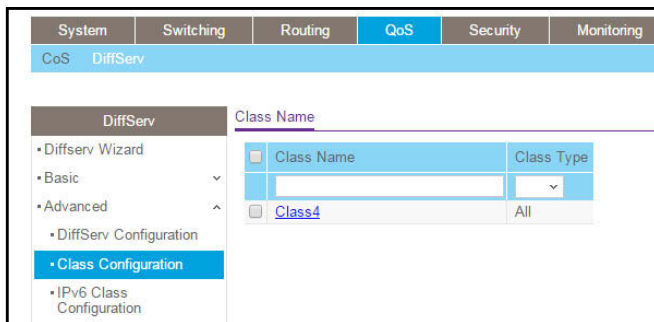 System Switching Routing QoS Security Monitoring
CoS DiffServ
DiffServ
Diffserv Wizard
Basic
Advanced
DiffServ Configuration
Class Configuration
IPv6 Class
Configuration
Class Name
Class Name Class Type
Class4 All